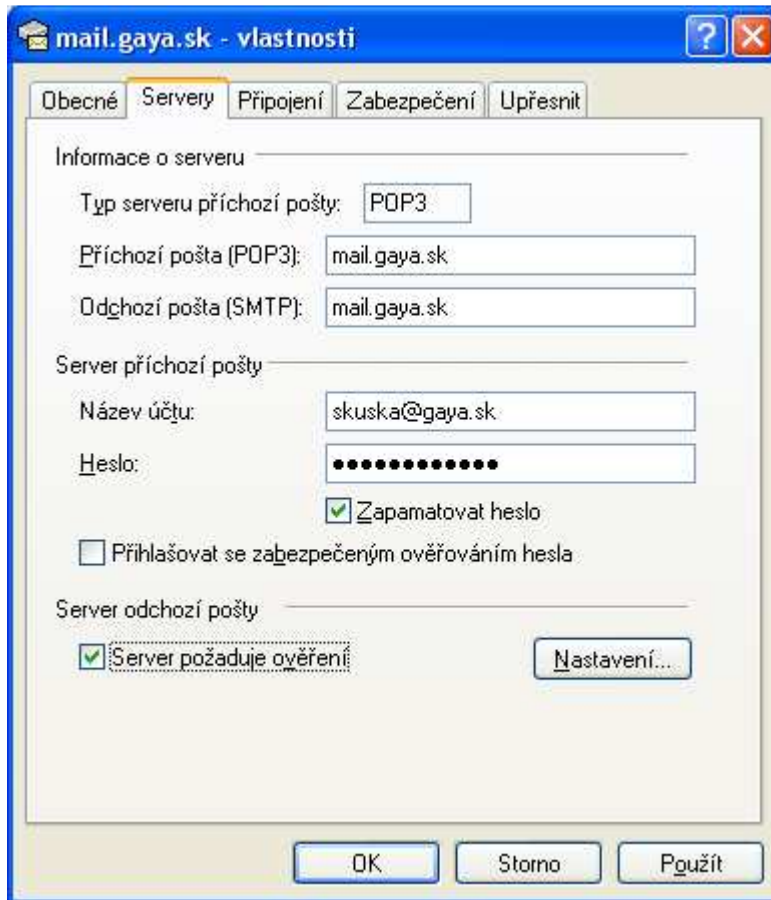 mail.gaya.sk - vlastnosti
Obecné Servery Připojení Zabezpečení Upřesnit
Informace o serveru
Typ serveru příchozí pošty: POP3
Příchozí pošta (POP3): mail.gaya.sk
Odchozí pošta (SMTP): mail.gaya.sk
Server příchozí pošty
Název účtu: skuska@gaya.sk
Heslo: ●●●●●●●●●●●●
Zapamatovat heslo
Přihlašovat se zabezpečeným ověřováním hesla
Server odchozí pošty
Server požaduje ověření Nastavení...
OK Storno Použít